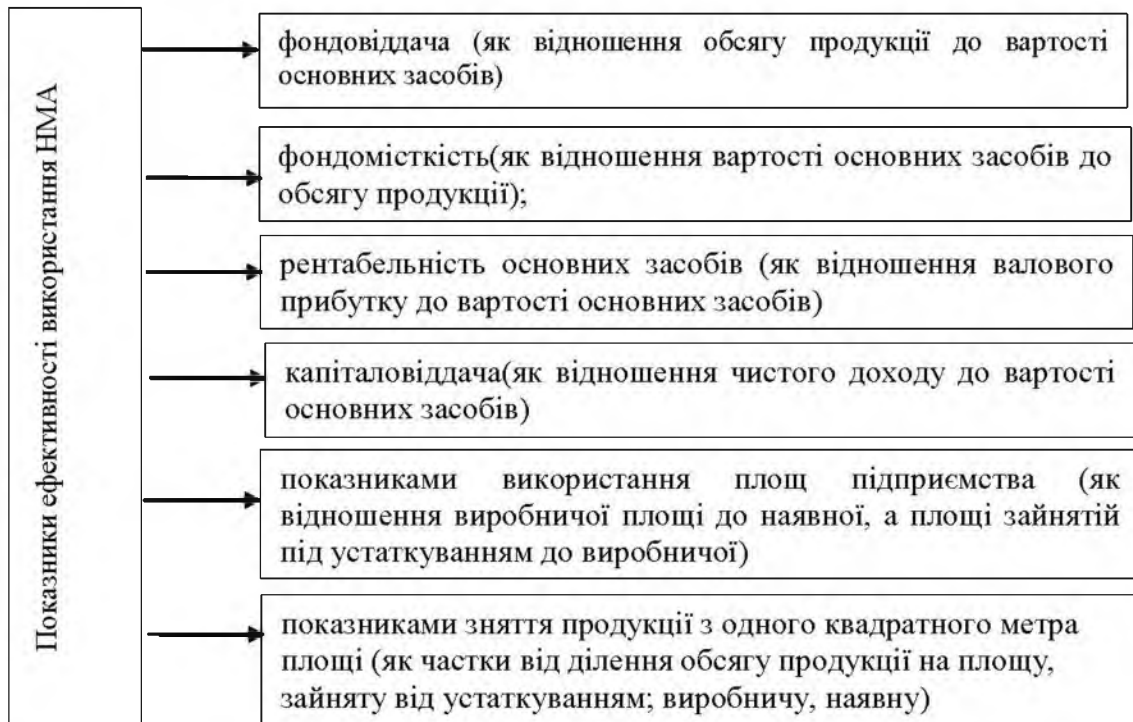 Показники ефективності використання НМА
фондовіддача (як відношення обсягу продукції до вартості
основних засобів)
фондомісткість(як відношення вартості основних засобів до
обсягу продукції);
рентабельність основних засобів (як відношення валового
прибутку до вартості основних засобів)
капіталовіддача(як відношення чистого доходу до вартості
основних засобів)
показниками використання площ підприємства (як
відношення виробничої площі до наявної, а площі зайнятій
під устаткуванням до виробничої)
показниками зняття продукції з одного квадратного метра
площі (як частки від ділення обсягу продукції на площу,
зайняту від устаткуванням; виробничу, наявну)